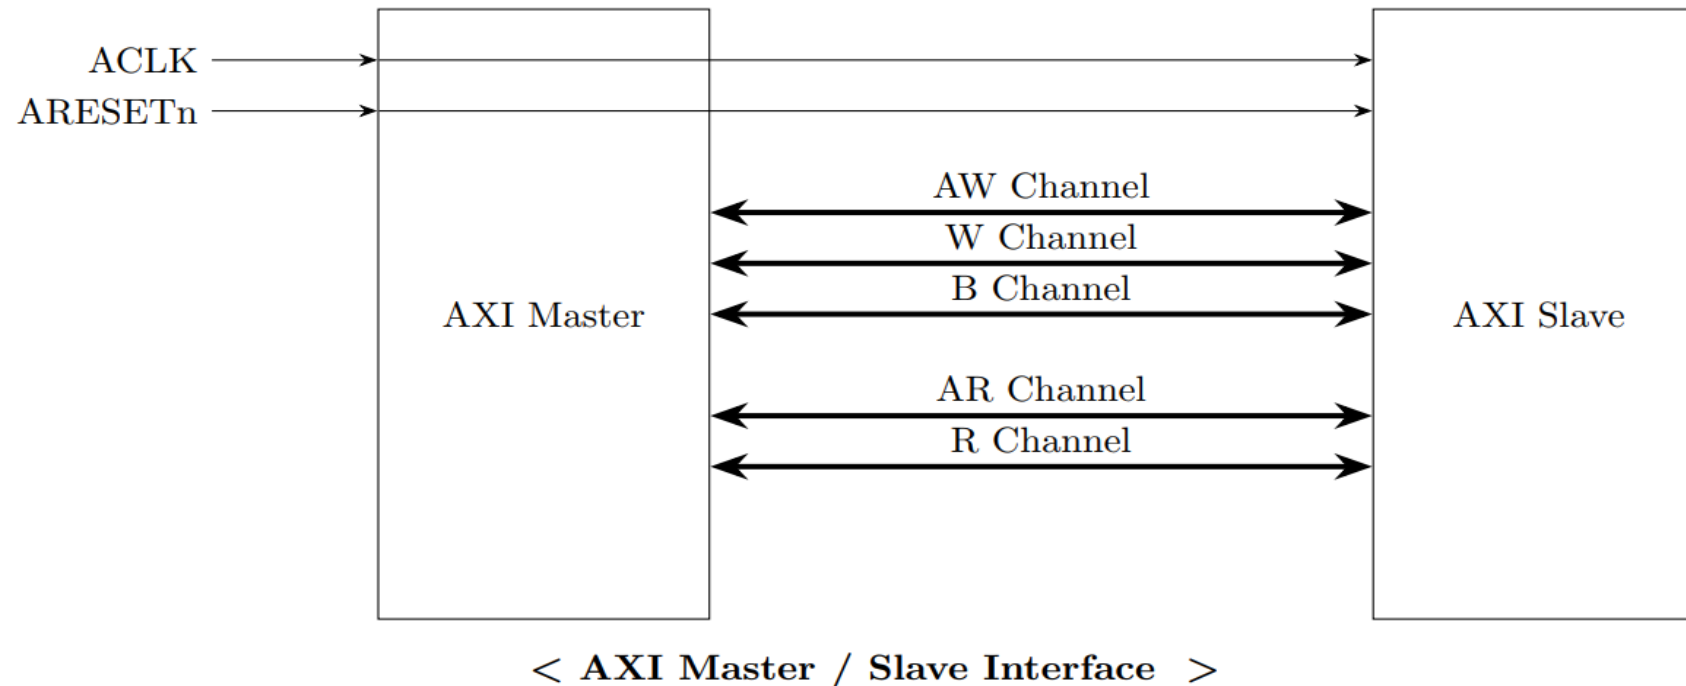 ACLK
ARESETn
AW Channel
W Channel
B Channel
AXI Master
AXI Slave
AR Channel
R Channel
< AXI Master / Slave Interface >